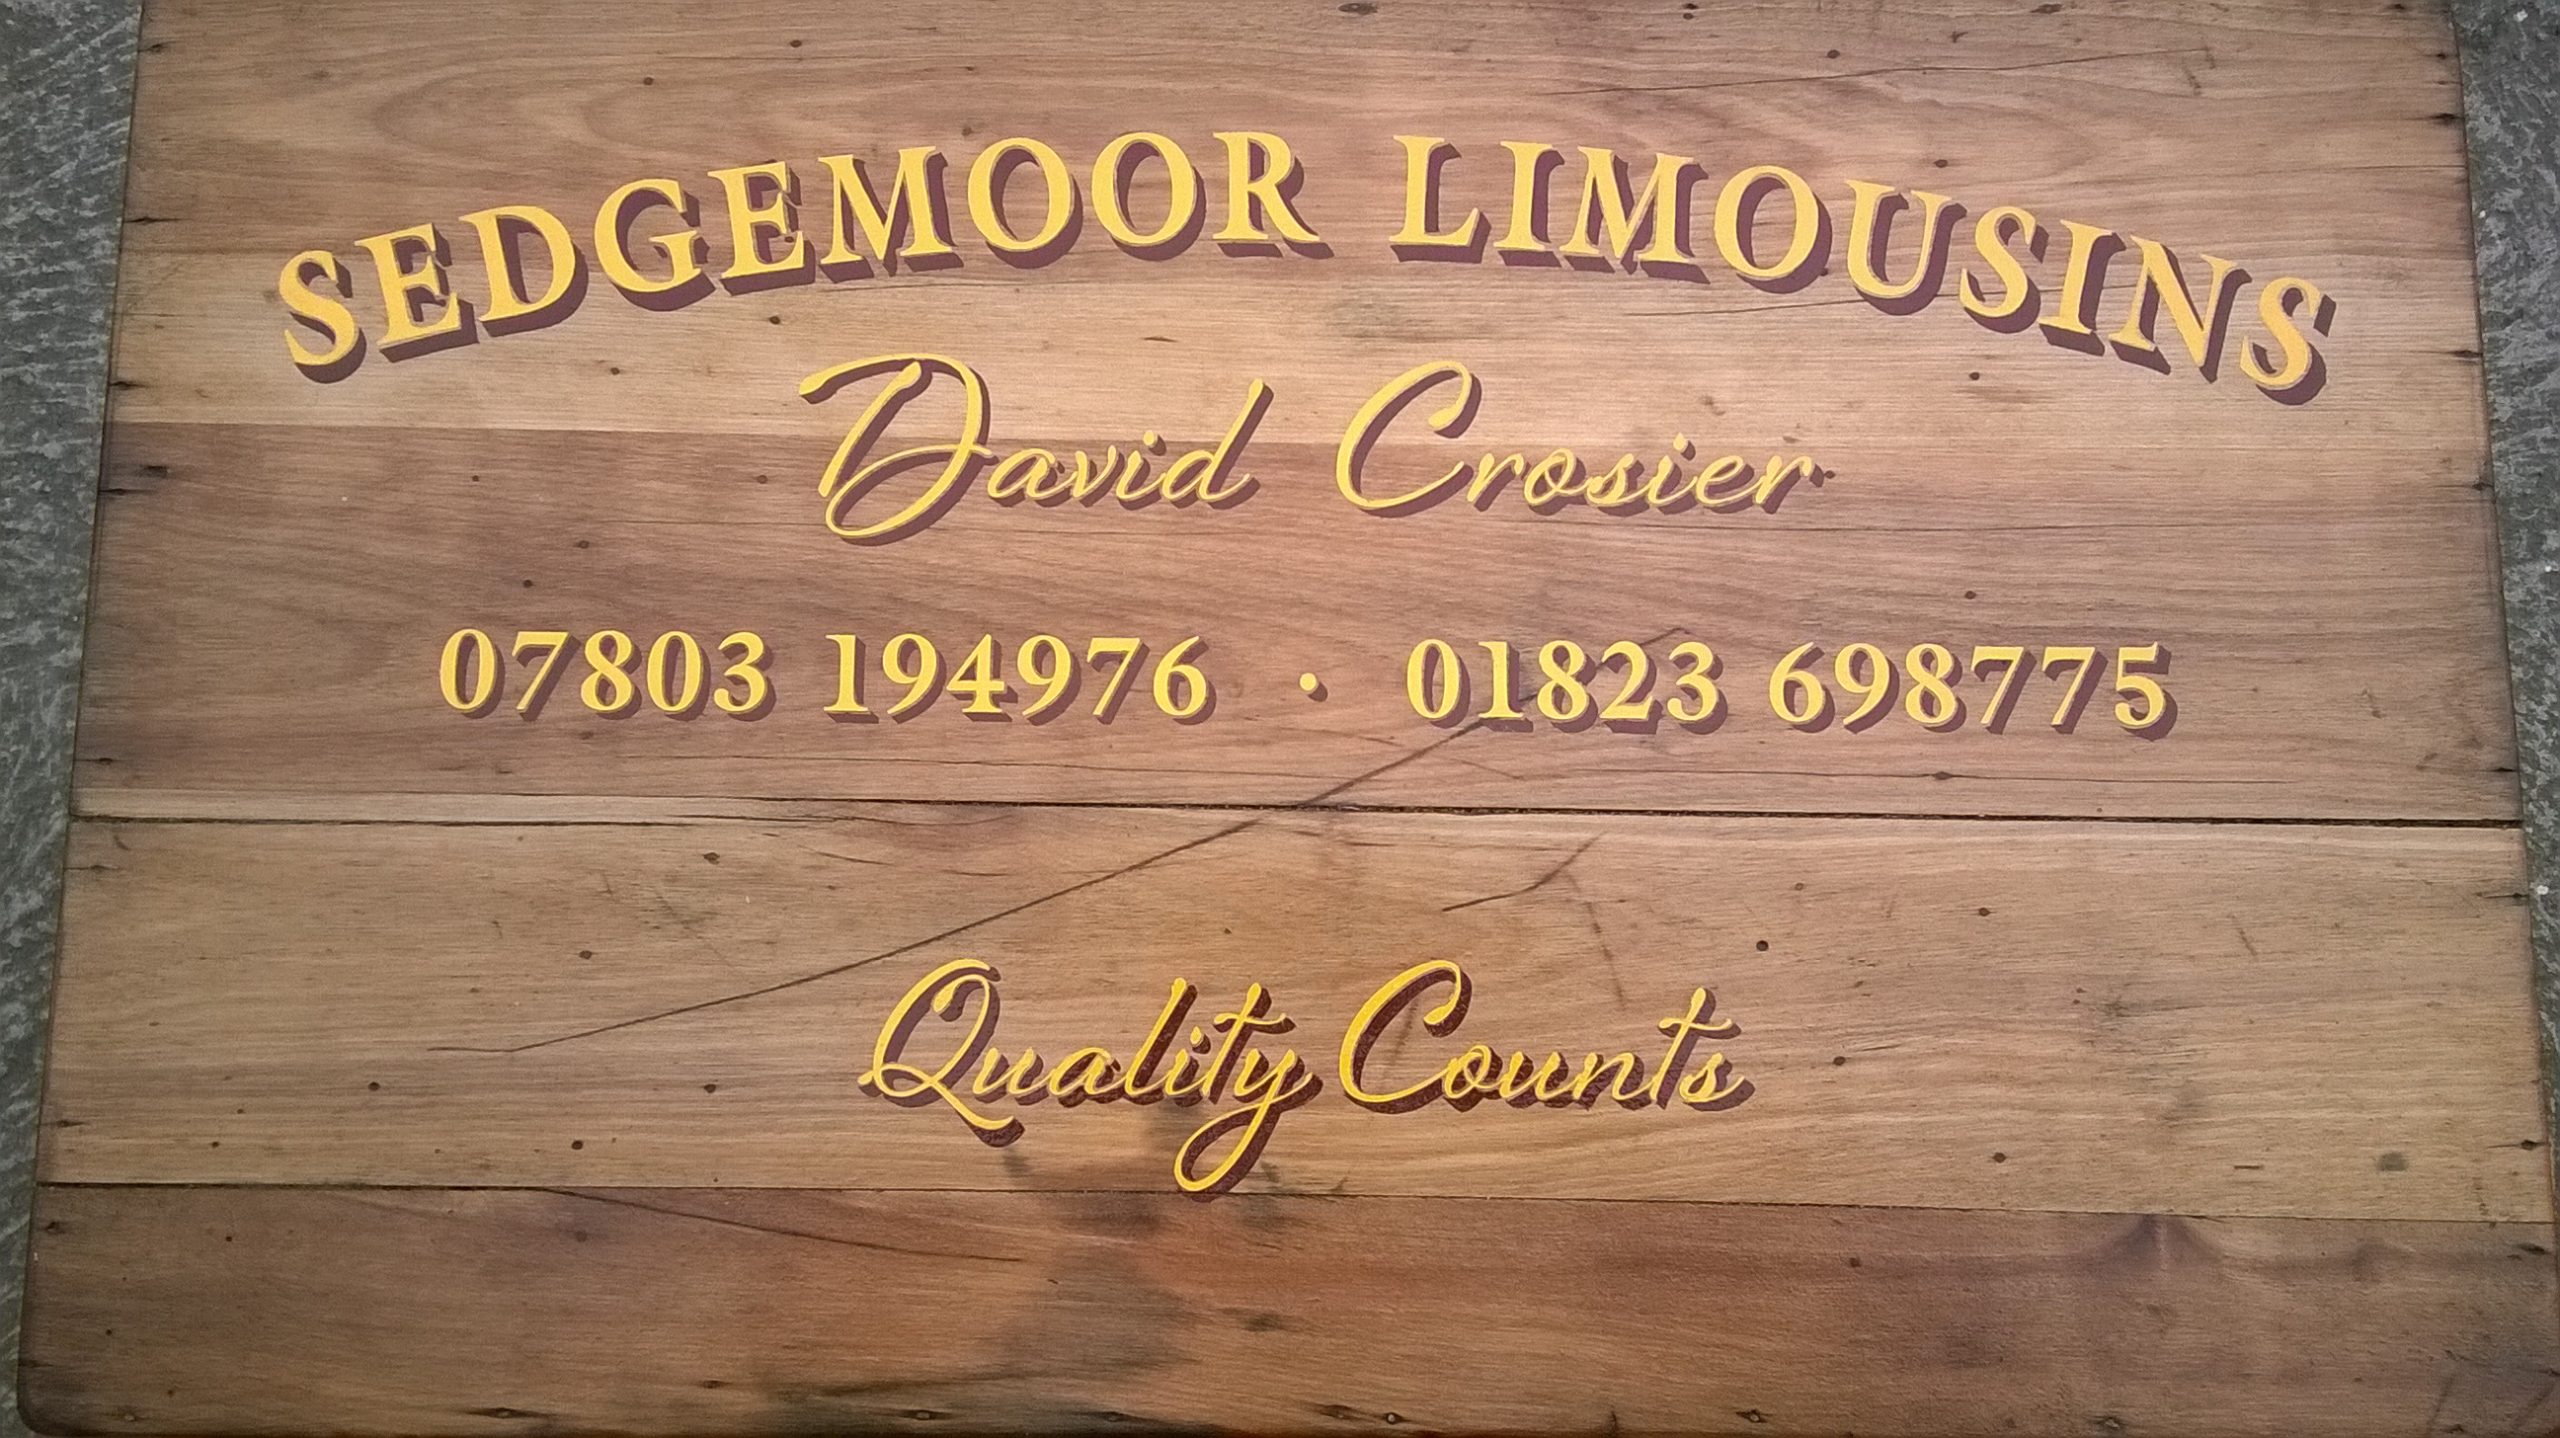 SEDGEMOOR LIMOUSINS
David Crosier
07803 194976 · 01823 698775
Quality Counts